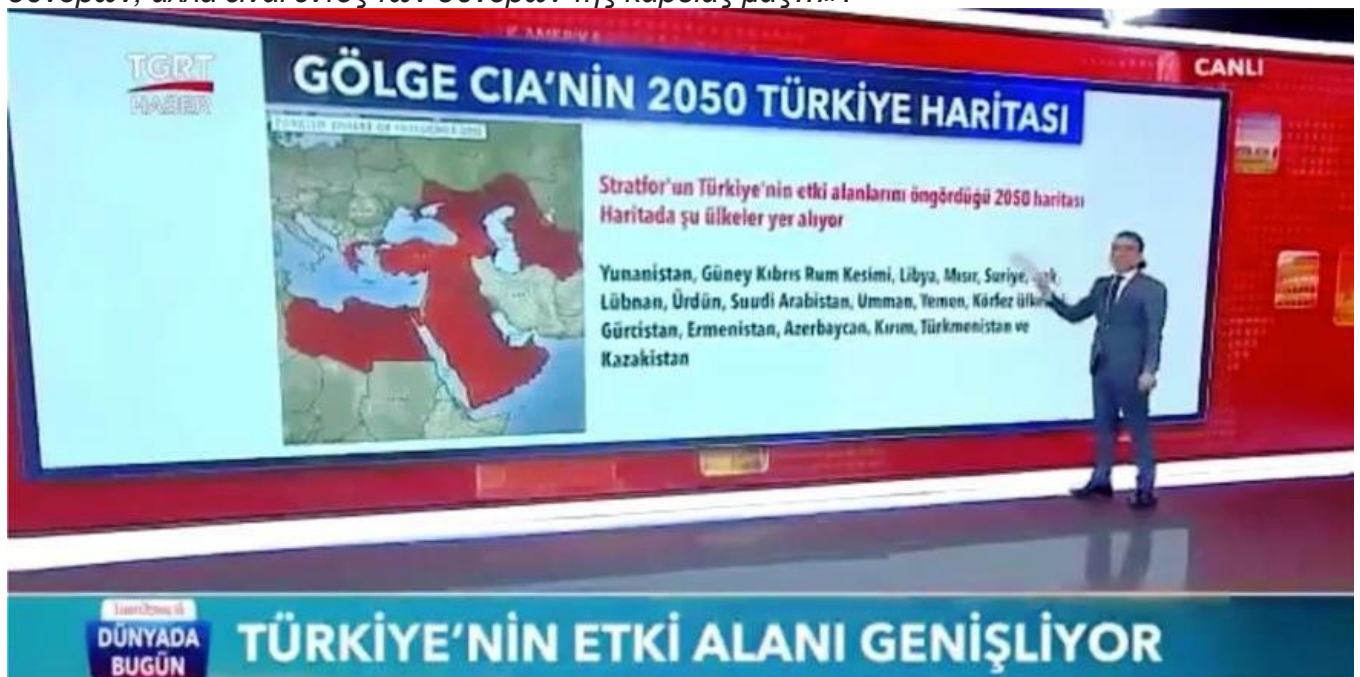 K. AMERİKA
TGRT
HABER
CANLI
GÖLGE CIA'NİN 2050 TÜRKİYE HARİTASI
Stratfor'un Türkiye'nin etki alanlarını öngördüğü 2050 haritası
Haritada şu ülkeler yer alıyor
Yunanistan, Güney Kıbrıs Rum Kesimi, Libya, Mısır, Suriye,
Lübnan, Ürdün, Suudi Arabistan, Umman, Yemen, Körfez
Gürcistan, Ermenistan, Azerbaycan, Kırım, Türkmenistan ve
Kazakistan
DÜNYADA
BUGÜN
TÜRKİYE'NİN ETKİ ALANI GENİŞLİYOR